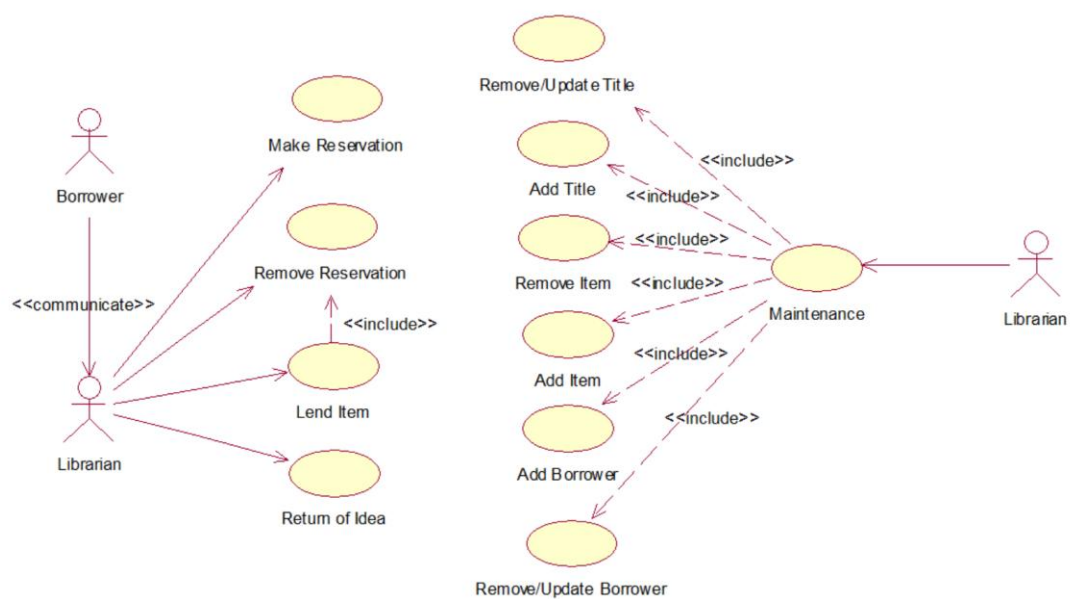 Remove/Update Title
Make Reservation
<<include>>
Borrower
Add Title
<<include>>
<<include>>
Remove Reservation
Remove Item
<<include>>
<<communicate>>
<<include>>
Maintenance
Librarian
<<include>>
Lend Item
Add Item
<<include>>
Librarian
Add Borrower
Return of Idea
Remove/Update Borrower